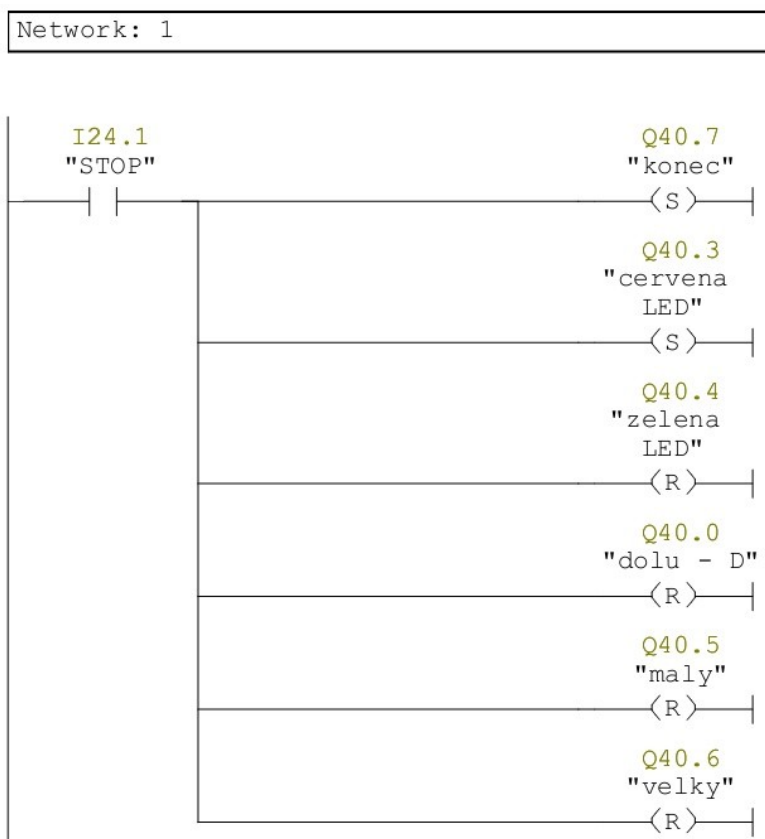 Network: 1
I24.1
"STOP"
Q40.7
"konec"
S
Q40.3
"cervena
LED"
S
Q40.4
"zelena
LED"
R
Q40.0
"dolu - D"
R
Q40.5
"maly"
R
Q40.6
"velky"
R